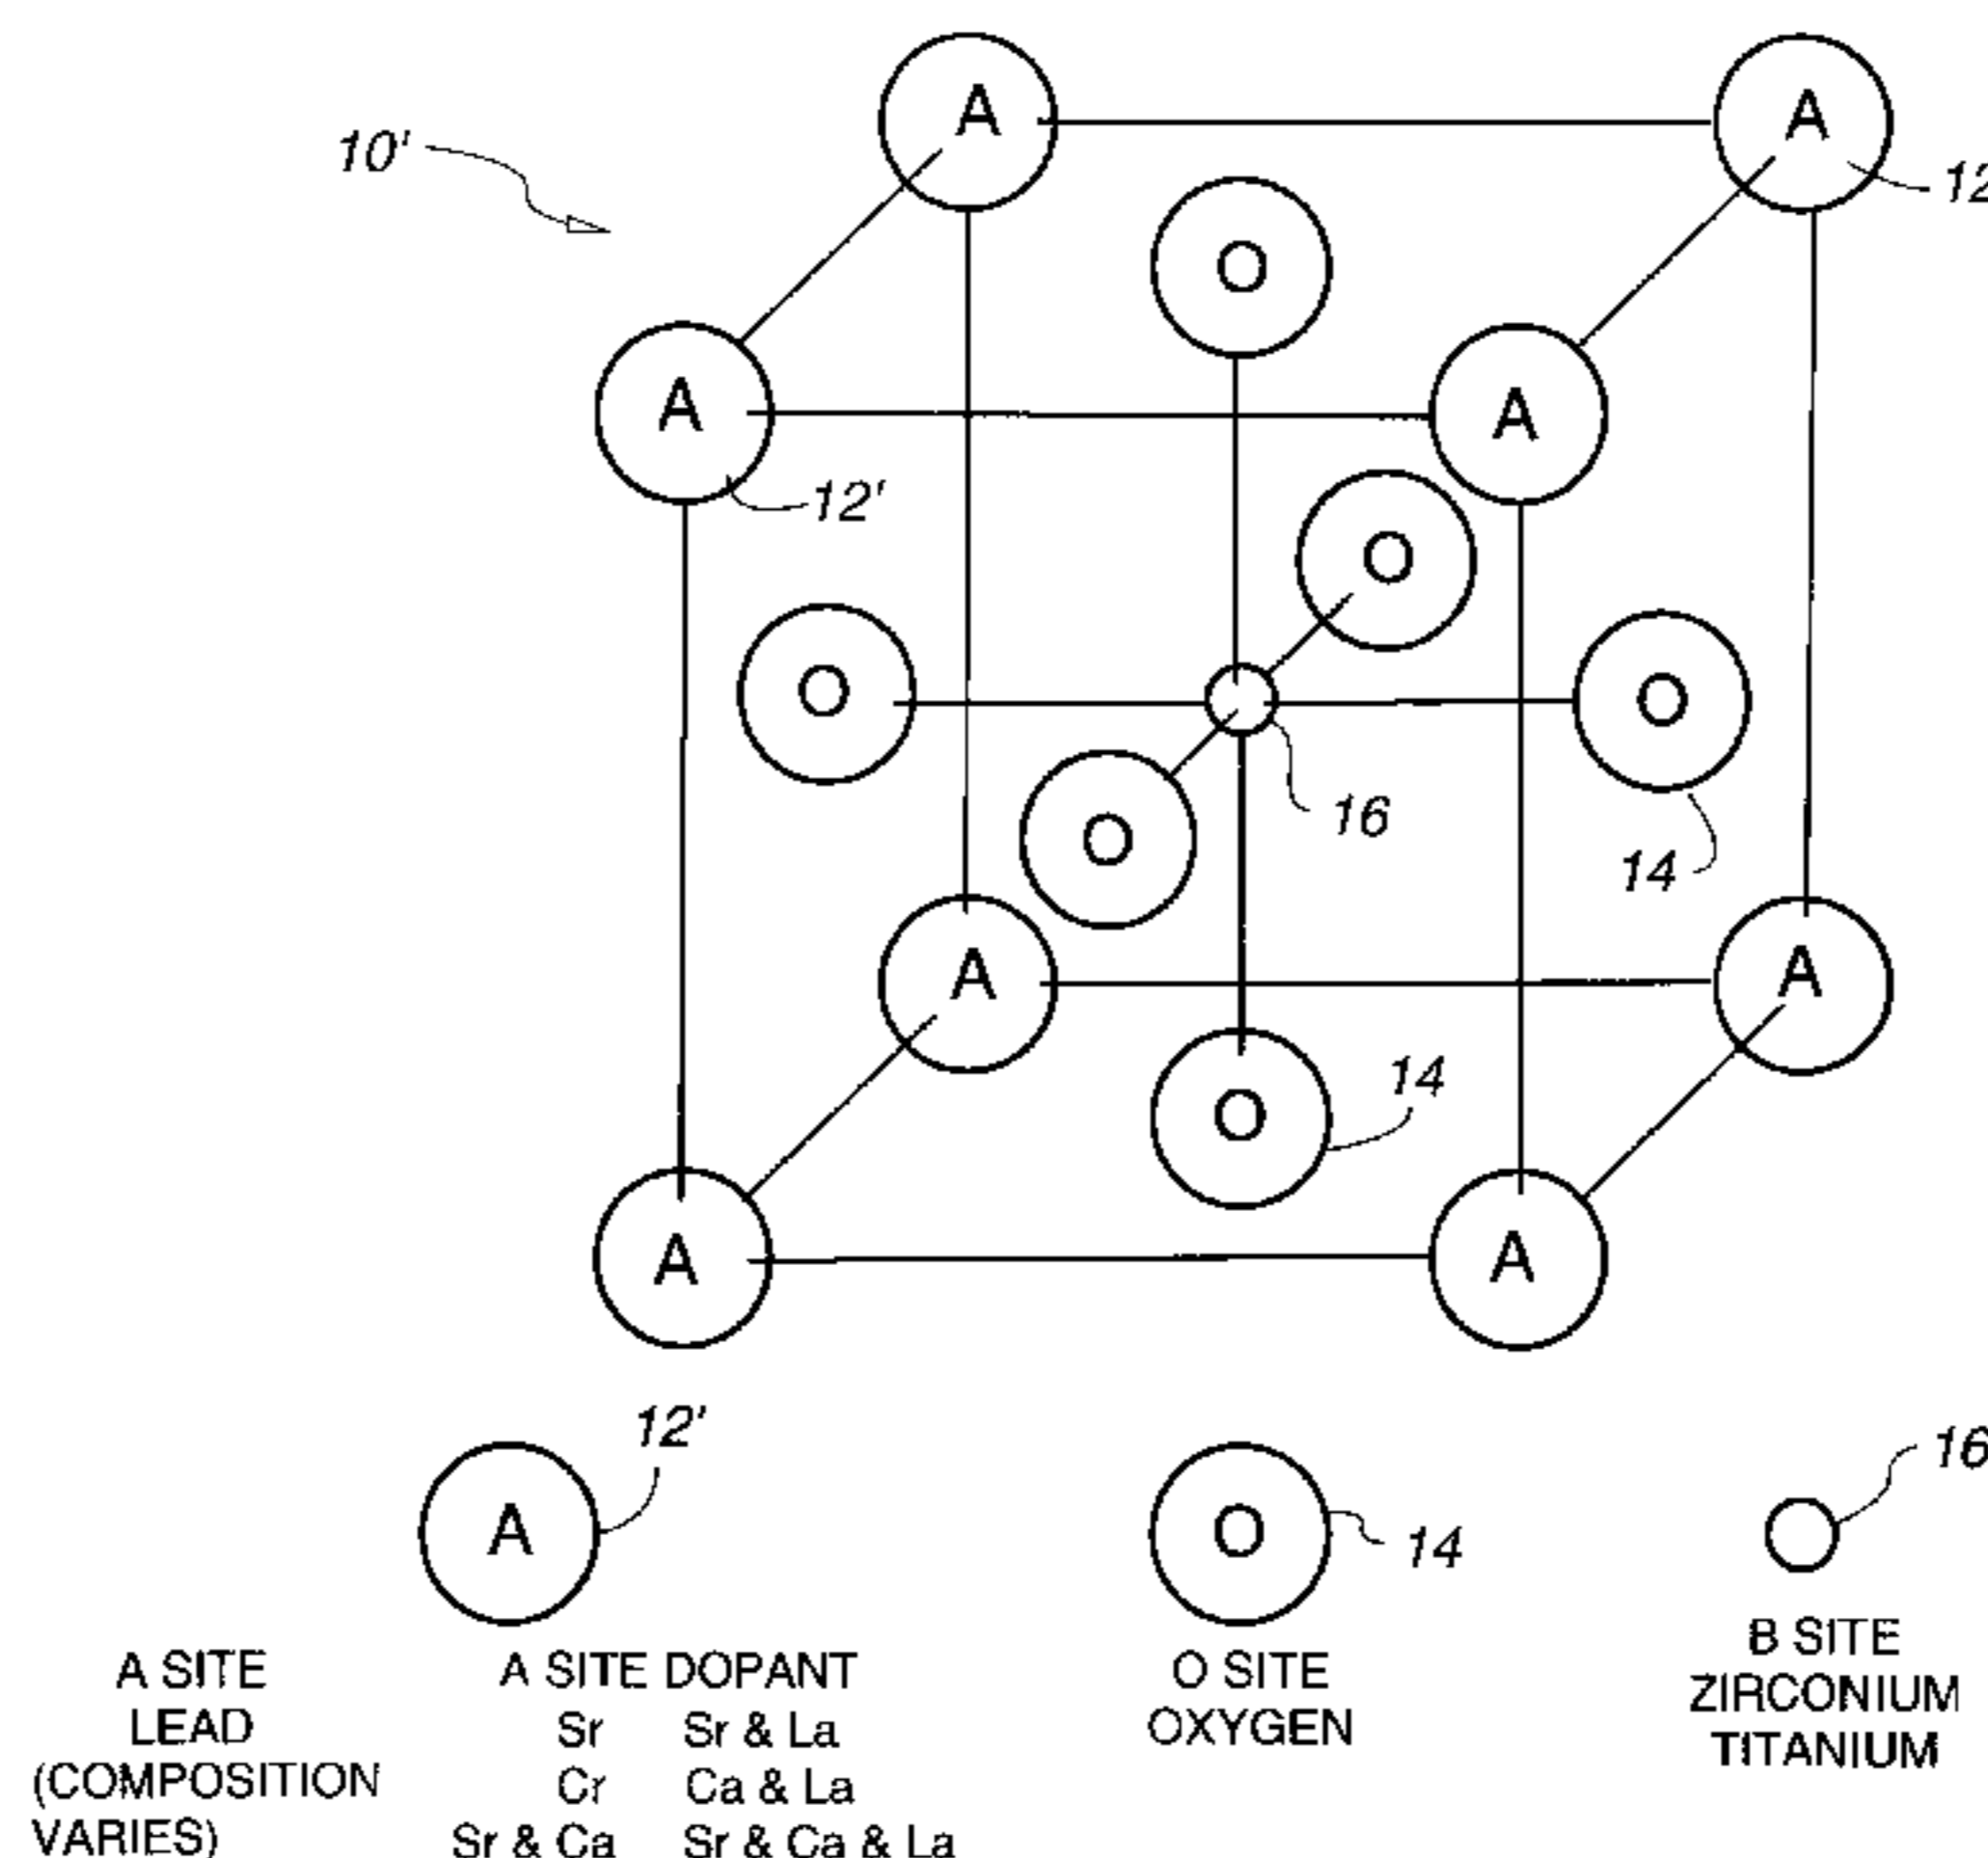 A A
10'
12
O
A A
12'
O
O O
16
O
14
A A
14
O
A A
12'
16
A O
14
A SITE A SITE DOPANT O SITE B SITE
LEAD Sr Sr & La OXYGEN ZIRCONIUM
(COMPOSITION Cr Ca & La TITANIUM
VARIES) Sr & Ca Sr & Ca & La